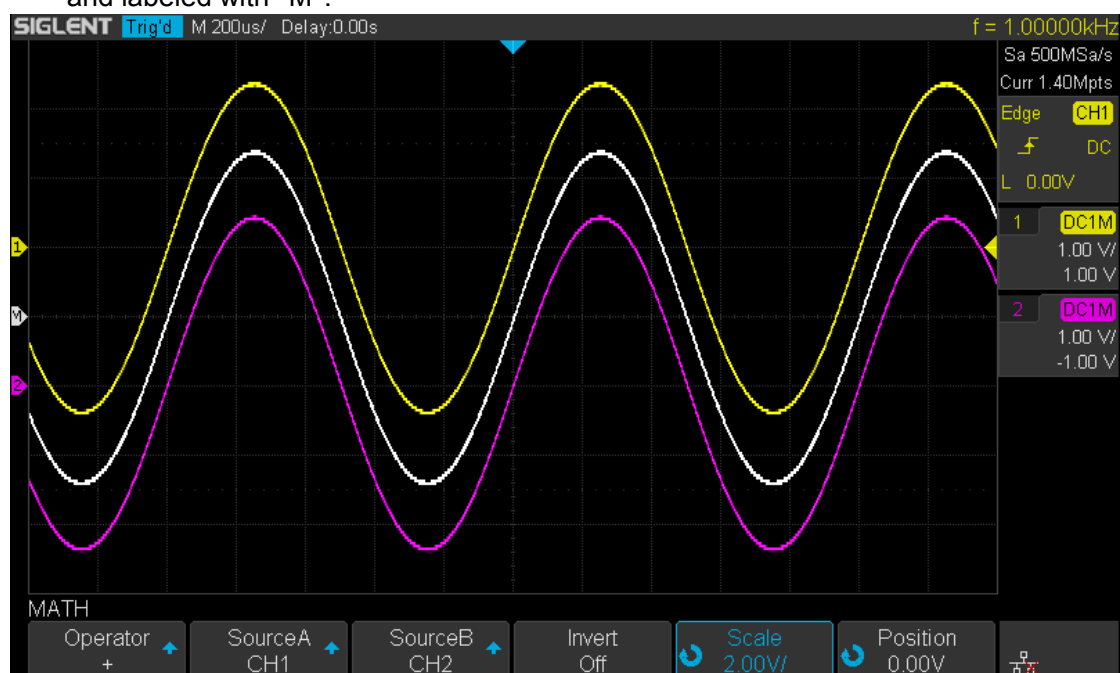 and labeled with "M".
SIGLENT Trig'd M 200us/ Delay:0.00s f = 1.00000kHz
Sa 500MSa/s
Curr 1.40Mpts
Edge CH1
DC
L 0.00V
1 DC1M
1.00 V/
1.00 V
2 DC1M
1.00 V/
-1.00 V
1
M
2
MATH
Operator SourceA SourceB Invert Scale Position
+ CH1 CH2 Off 2.00V/ 0.00V